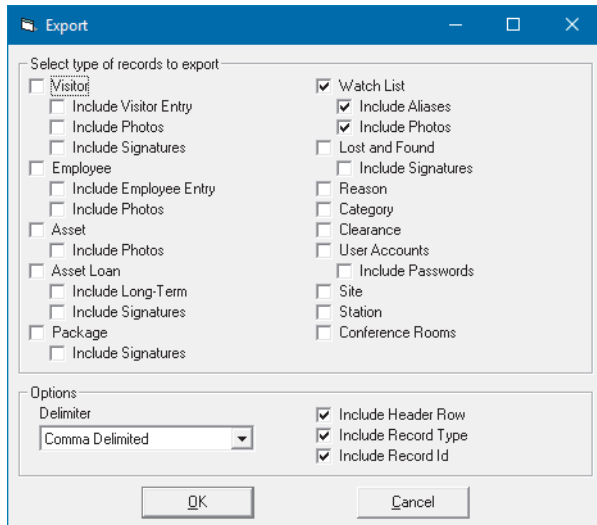 Export
Select type of records to export
Visitor
Include Visitor Entry
Include Photos
Include Signatures
Employee
Include Employee Entry
Include Photos
Asset
Include Photos
Asset Loan
Include Long-Term
Include Signatures
Package
Include Signatures
Watch List
Include Aliases
Include Photos
Lost and Found
Include Signatures
Reason
Category
Clearance
User Accounts
Include Passwords
Site
Station
Conference Rooms
Options
Delimiter
Comma Delimited
Include Header Row
Include Record Type
Include Record Id
OK
Cancel